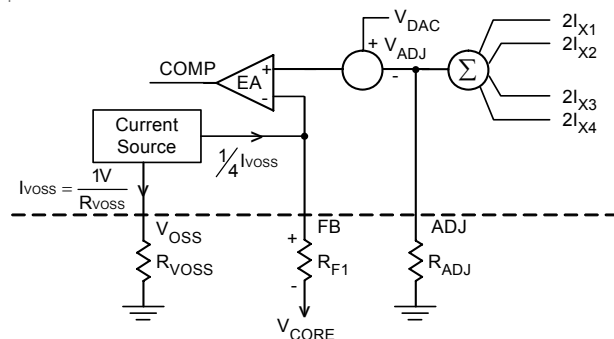 V_DAC
COMP
EA
+
-
+
V_ADJ
-
Σ
2I_X1
2I_X2
2I_X3
2I_X4
Current
Source
1/4 I_VOSS
I_VOSS = 1V / R_VOSS
V_OSS
FB
ADJ
R_VOSS
+
R_F1
-
R_ADJ
V_CORE